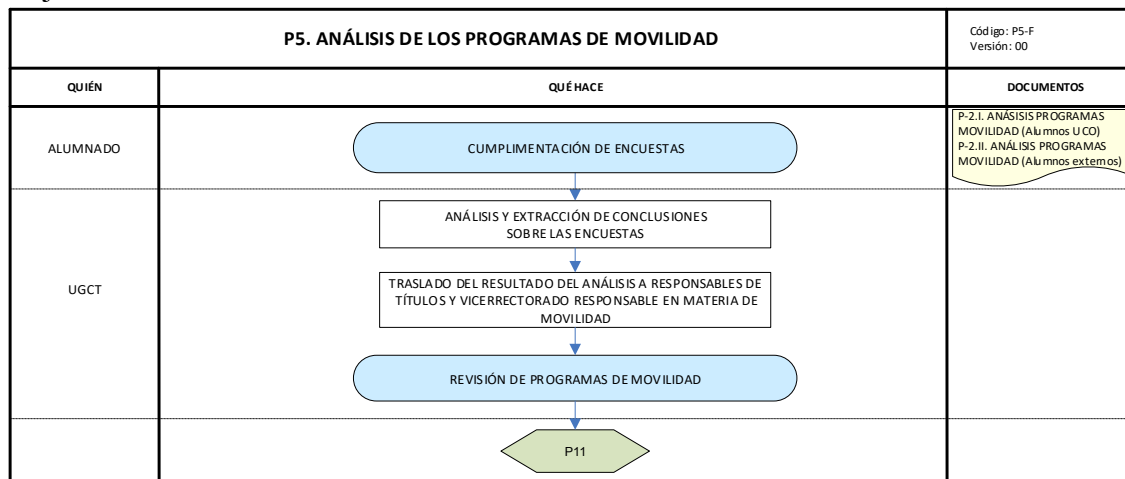 P5. ANÁLISIS DE LOS PROGRAMAS DE MOVILIDAD
Código: P5-F
Versión: 00
QUIÉN
QUÉ HACE
DOCUMENTOS
ALUMNADO
CUMPLIMENTACIÓN DE ENCUESTAS
P-2.I. ANÁSISIS PROGRAMAS
MOVILIDAD (Alumnos UCO)
P-2.II. ANÁLISIS PROGRAMAS
MOVILIDAD (Alumnos externos)
UGCT
ANÁLISIS Y EXTRACCIÓN DE CONCLUSIONES
SOBRE LAS ENCUESTAS
TRASLADO DEL RESULTADO DEL ANÁLISIS A RESPONSABLES DE
TÍTULOS Y VICERRECTORADO RESPONSABLE EN MATERIA DE
MOVILIDAD
REVISIÓN DE PROGRAMAS DE MOVILIDAD
P11